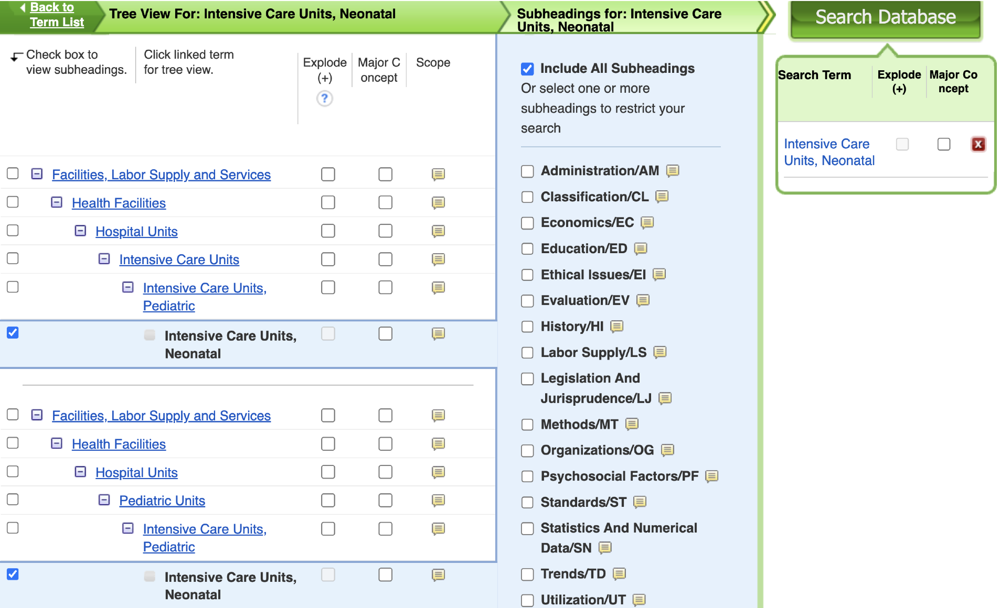 Back to
Term List
Tree View For: Intensive Care Units, Neonatal
Subheadings for: Intensive Care
Units, Neonatal
Search Database
Check box to
view subheadings.
Click linked term
for tree view.
Explode
(+)
?
Major C
oncept
Scope
Facilities, Labor Supply and Services
Health Facilities
Hospital Units
Intensive Care Units
Intensive Care Units,
Pediatric
Intensive Care Units,
Neonatal
Facilities, Labor Supply and Services
Health Facilities
Hospital Units
Pediatric Units
Intensive Care Units,
Pediatric
Intensive Care Units,
Neonatal
Include All Subheadings
Or select one or more
subheadings to restrict your
search
Administration/AM
Classification/CL
Economics/EC
Education/ED
Ethical Issues/EI
Evaluation/EV
History/HI
Labor Supply/LS
Legislation And
Jurisprudence/LJ
Methods/MT
Organizations/OG
Psychosocial Factors/PF
Standards/ST
Statistics And Numerical
Data/SN
Trends/TD
Utilization/UT
Search Term
Explode
(+)
Major Co
ncept
Intensive Care
Units, Neonatal
X